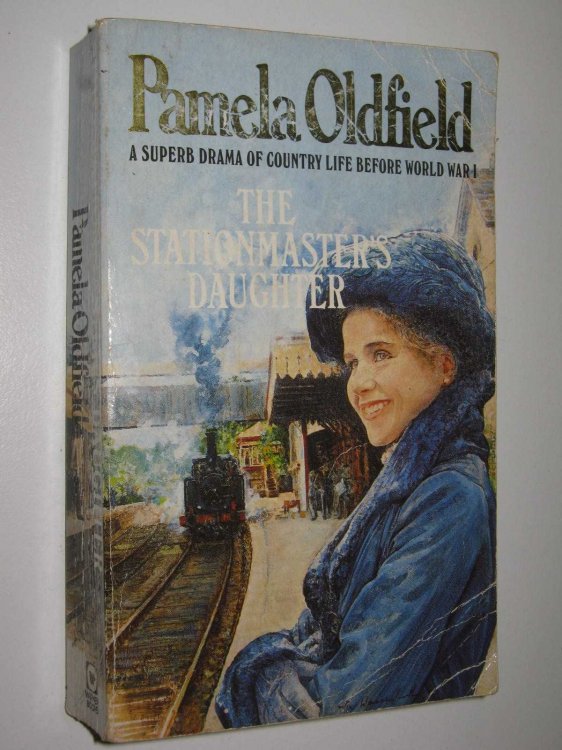 Pamela Oldfield
A SUPERB DRAMA OF COUNTRY LIFE BEFORE WORLD WAR I
THE
STATIONMASTER'S
DAUGHTER
Pamela Oldfield